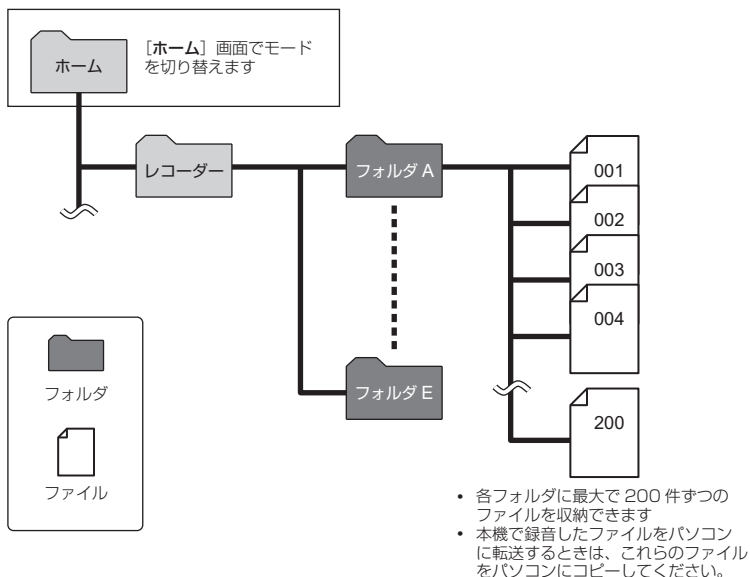 ホーム
［ホーム］画面でモード
を切り替えます
レコーダー
フォルダ A
フォルダ E
001
002
003
004
200
フォルダ
ファイル
• 各フォルダに最大で 200 件ずつの
ファイルを収納できます
• 本機で録音したファイルをパソコン
に転送するときは、これらのファイル
をパソコンにコピーしてください。